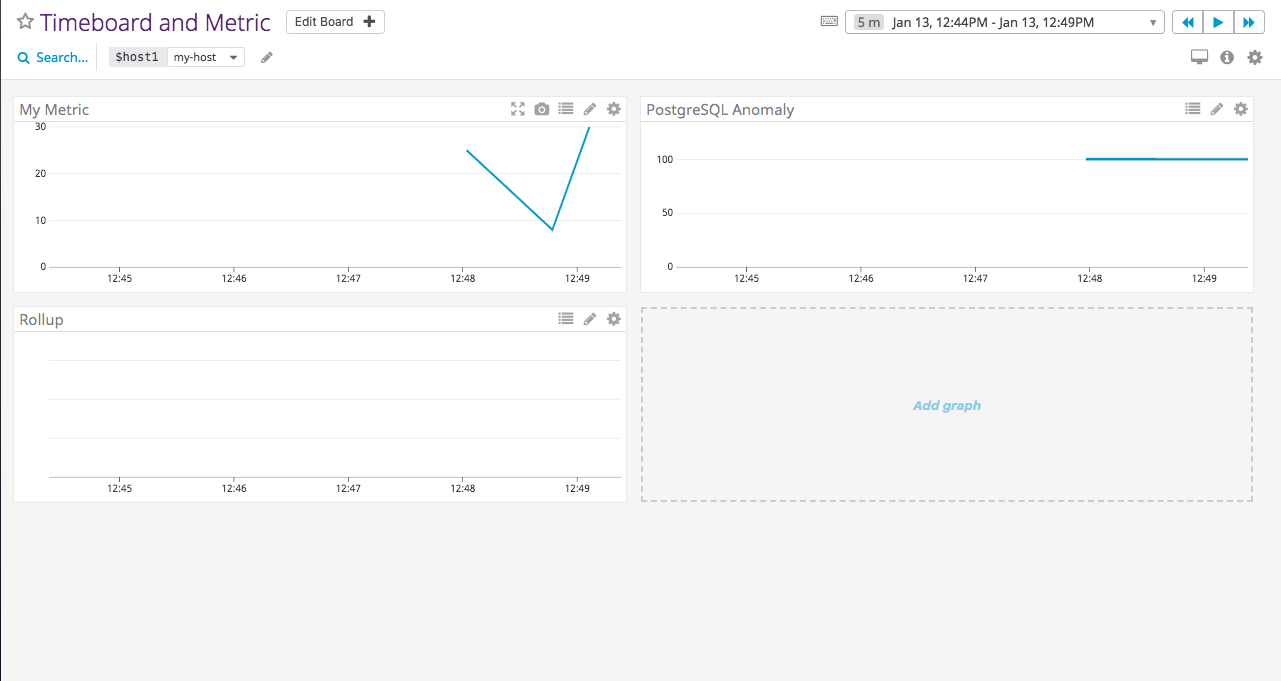 Timeboard and Metric Edit Board 5 m Jan 13, 12:44PM - Jan 13, 12:49PM
Search... $host1 my-host
My Metric
30
20
10
0
12:45 12:46 12:47 12:48 12:49
PostgreSQL Anomaly
100
50
0
12:45 12:46 12:47 12:48 12:49
Rollup
12:45 12:46 12:47 12:48 12:49
Add graph